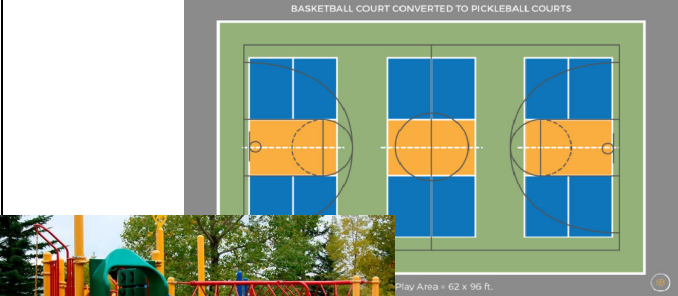 BASKETBALL COURT CONVERTED TO PICKLEBALL COURTS
Play Area = 62 x 96 ft.